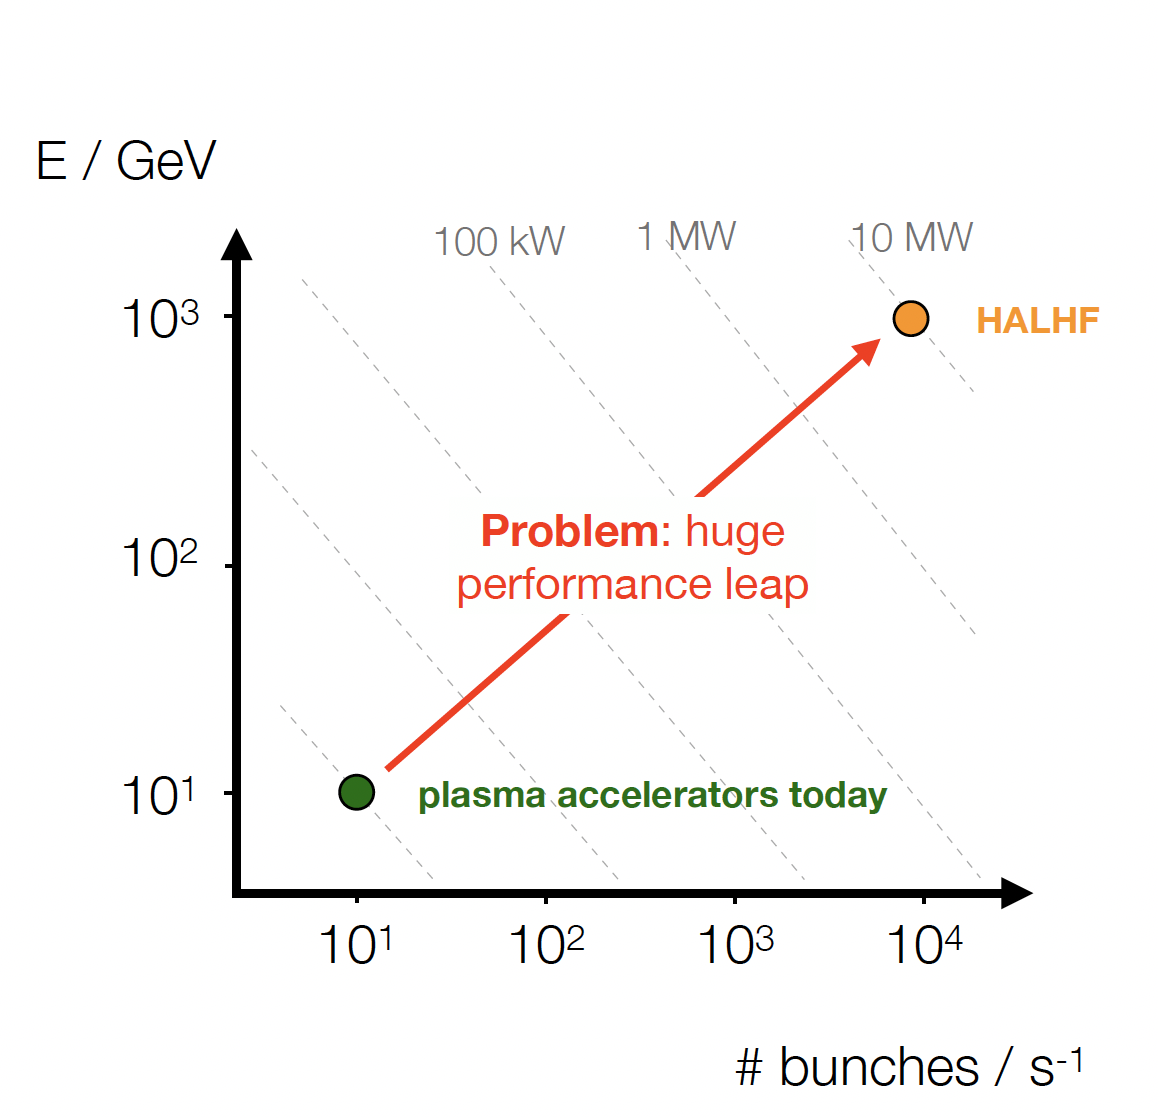 E / GeV
100 kW
1 MW
10 MW
10³
HALHF
Problem: huge
performance leap
10²
10¹
plasma accelerators today
10¹
10²
10³
10⁴
# bunches / s⁻¹